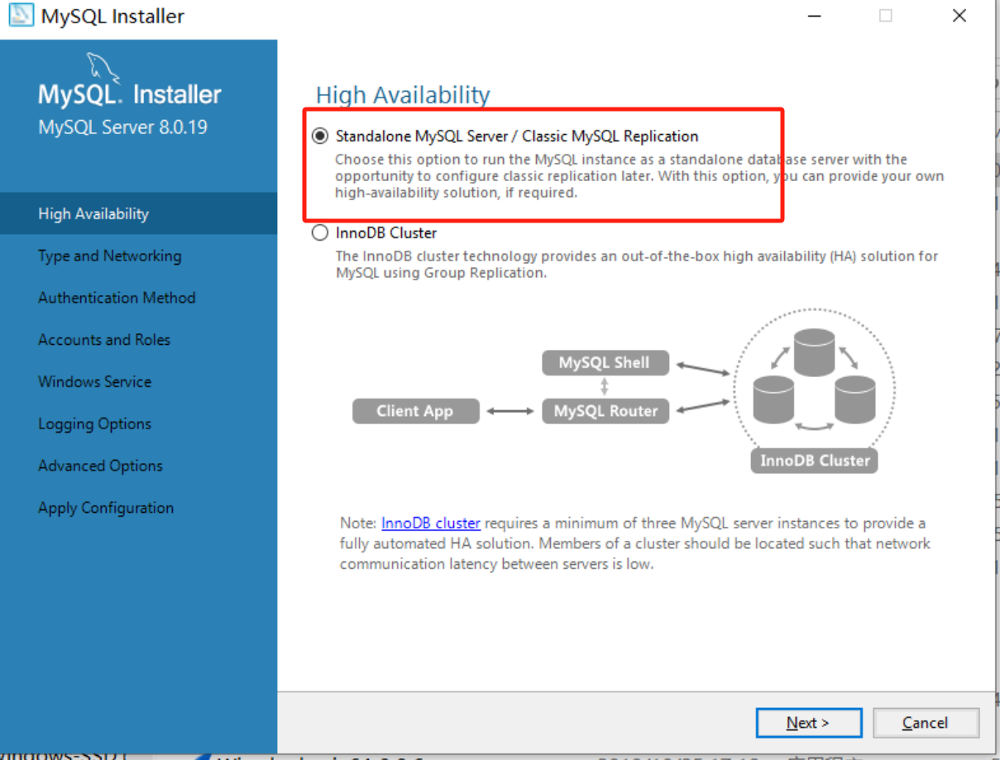 MySQL Installer
MySQL. Installer
MySQL Server 8.0.19
High Availability
Type and Networking
Authentication Method
Accounts and Roles
Windows Service
Logging Options
Advanced Options
Apply Configuration
High Availability
Standalone MySQL Server / Classic MySQL Replication
Choose this option to run the MySQL instance as a standalone database server with the
opportunity to configure classic replication later. With this option, you can provide your own
high-availability solution, if required.
InnoDB Cluster
The InnoDB cluster technology provides an out-of-the-box high availability (HA) solution for
MySQL using Group Replication.
MySQL Shell
Client App
MySQL Router
InnoDB Cluster
Note: InnoDB cluster requires a minimum of three MySQL server instances to provide a
fully automated HA solution. Members of a cluster should be located such that network
communication latency between servers is low.
Next >
Cancel